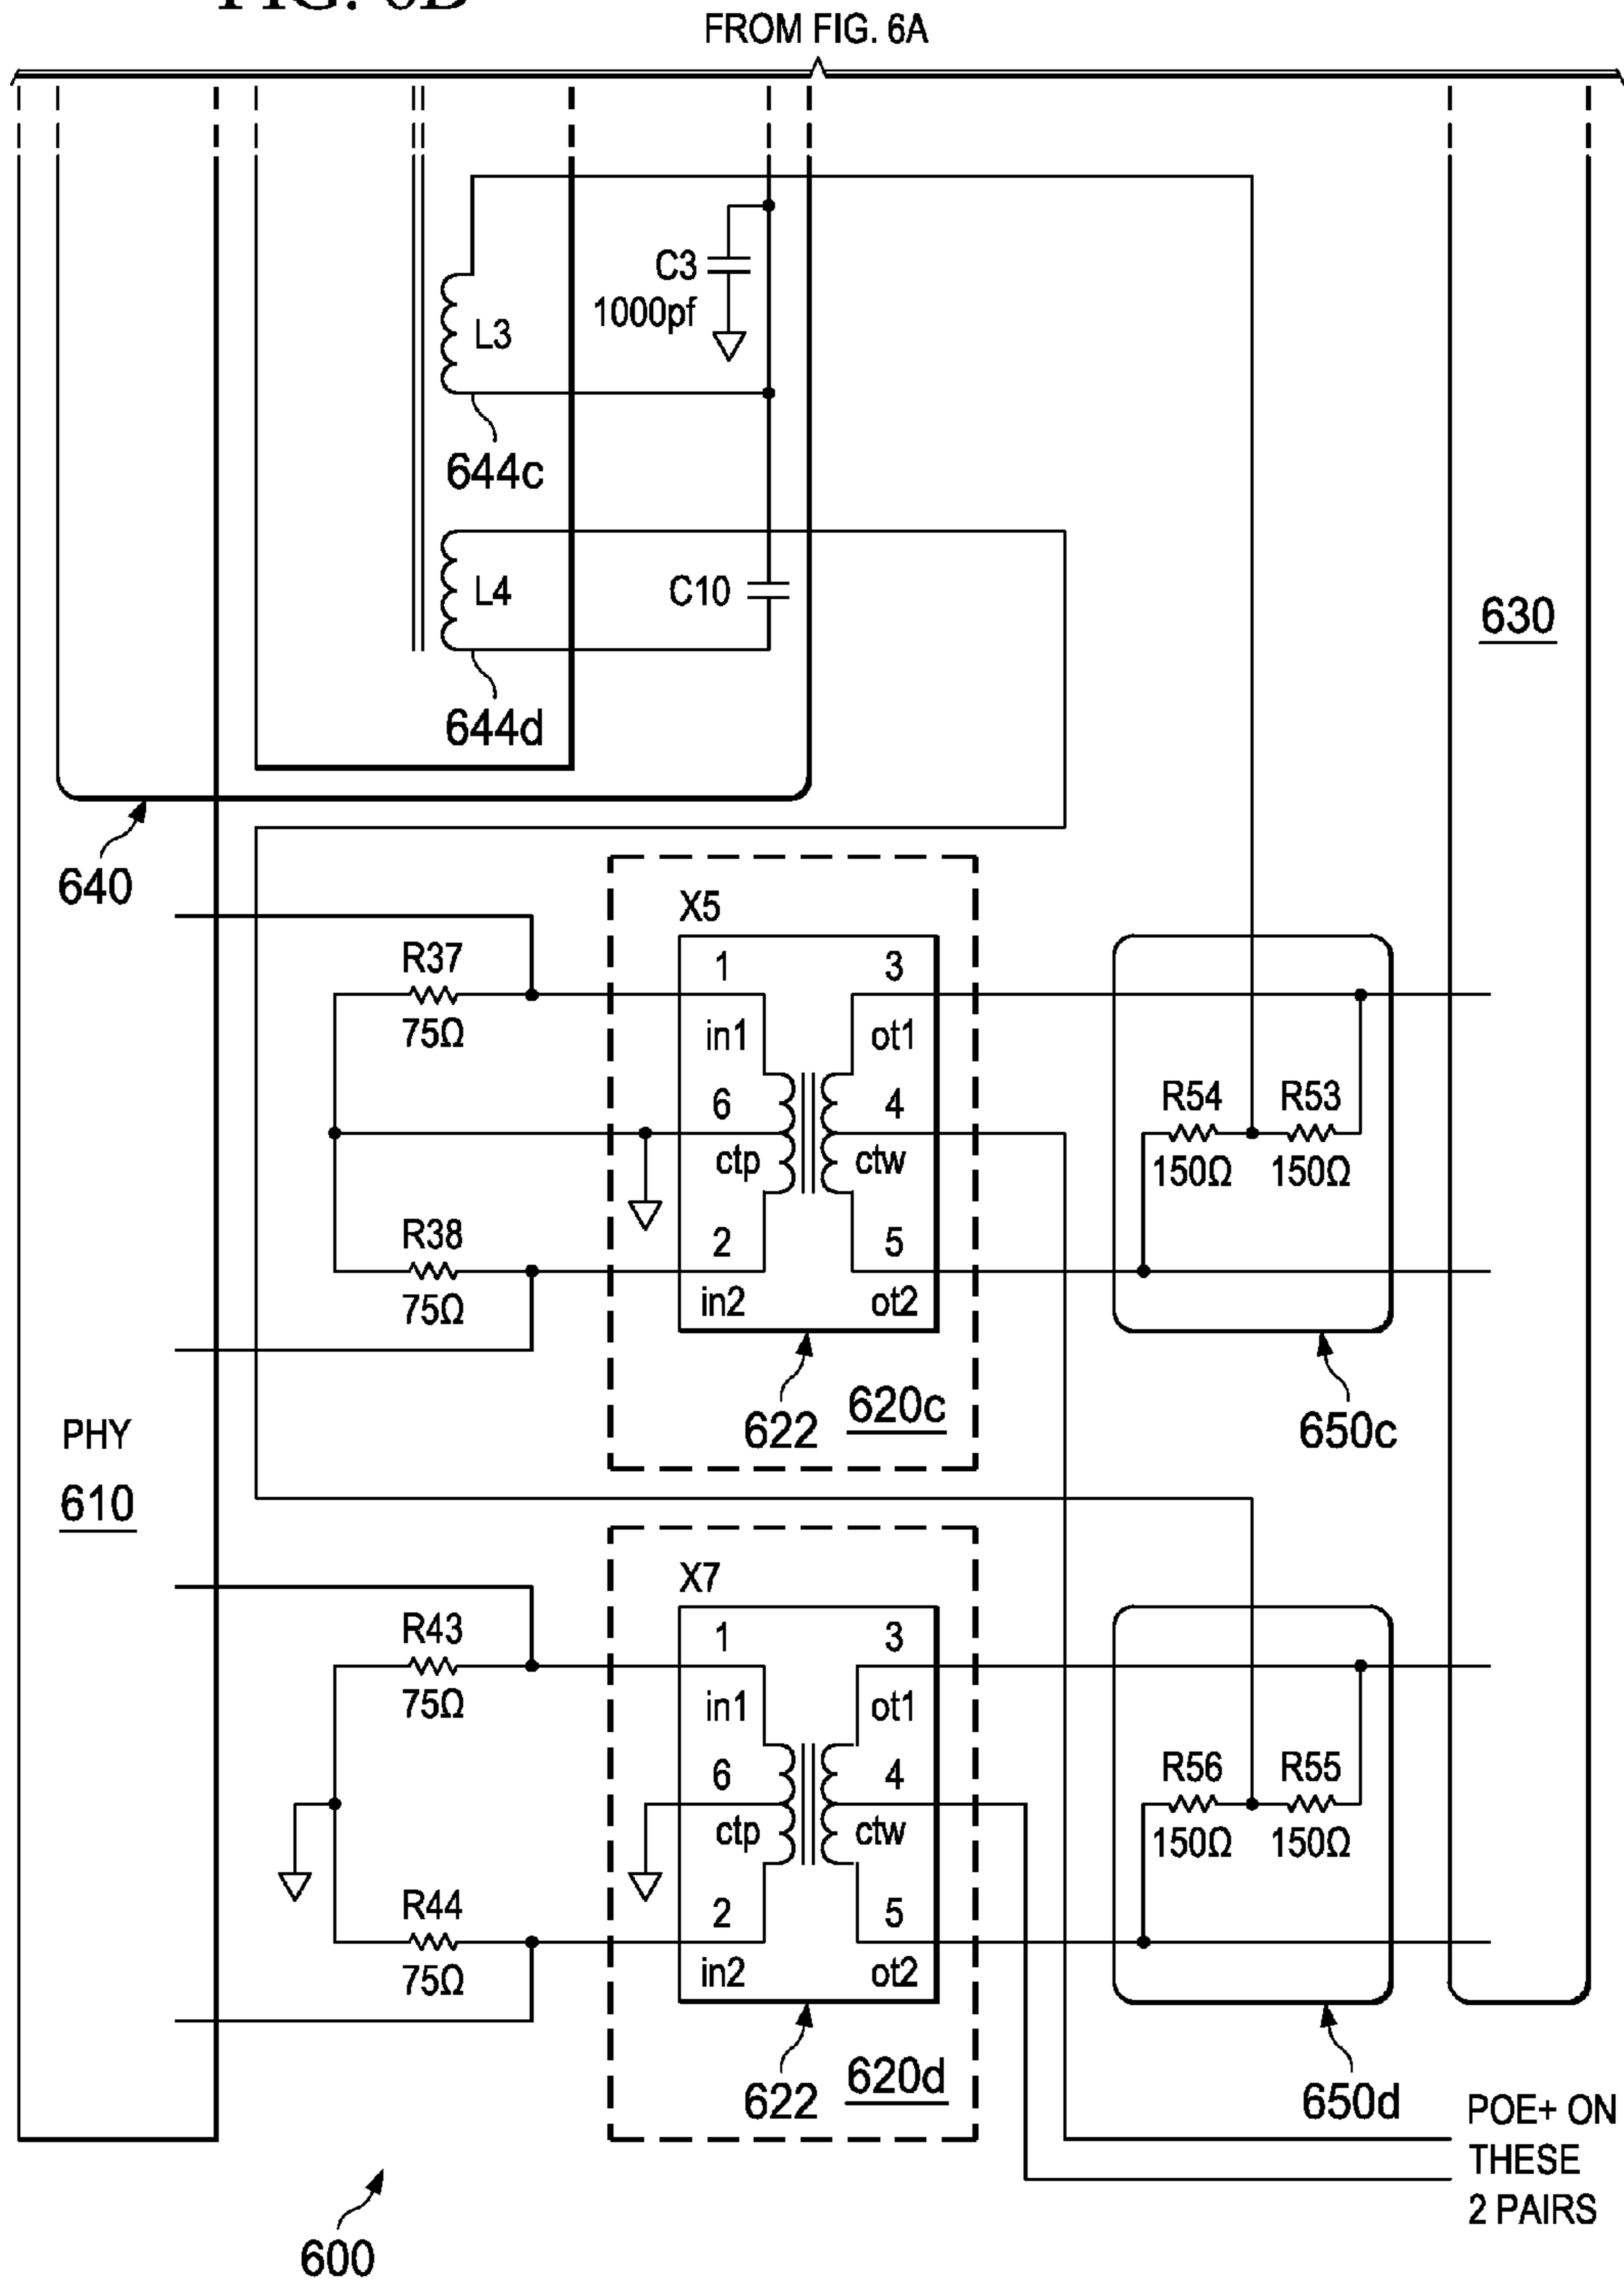 FIG. 6B
FROM FIG. 6A
C3
1000pf
L3
644c
L4
C10
630
644d
640
X5
R37
75Ω
1
3
in1
ot1
6
4
ctp
ctw
R54
R53
150Ω
150Ω
R38
75Ω
2
5
in2
ot2
622
620c
650c
PHY
610
X7
R43
75Ω
1
3
in1
ot1
6
4
ctp
ctw
R56
R55
150Ω
150Ω
R44
75Ω
2
5
in2
ot2
622
620d
650d
POE+ ON
THESE
2 PAIRS
600